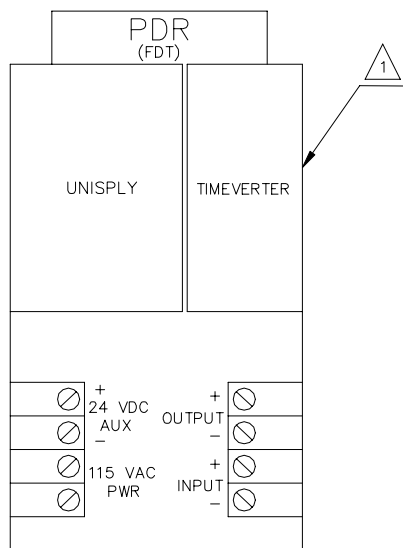 PDR
(FDT)
1
UNISPLY
TIMEVERTER
+
24 VDC
AUX
−
115 VAC
PWR
+
OUTPUT
−
+
INPUT
−